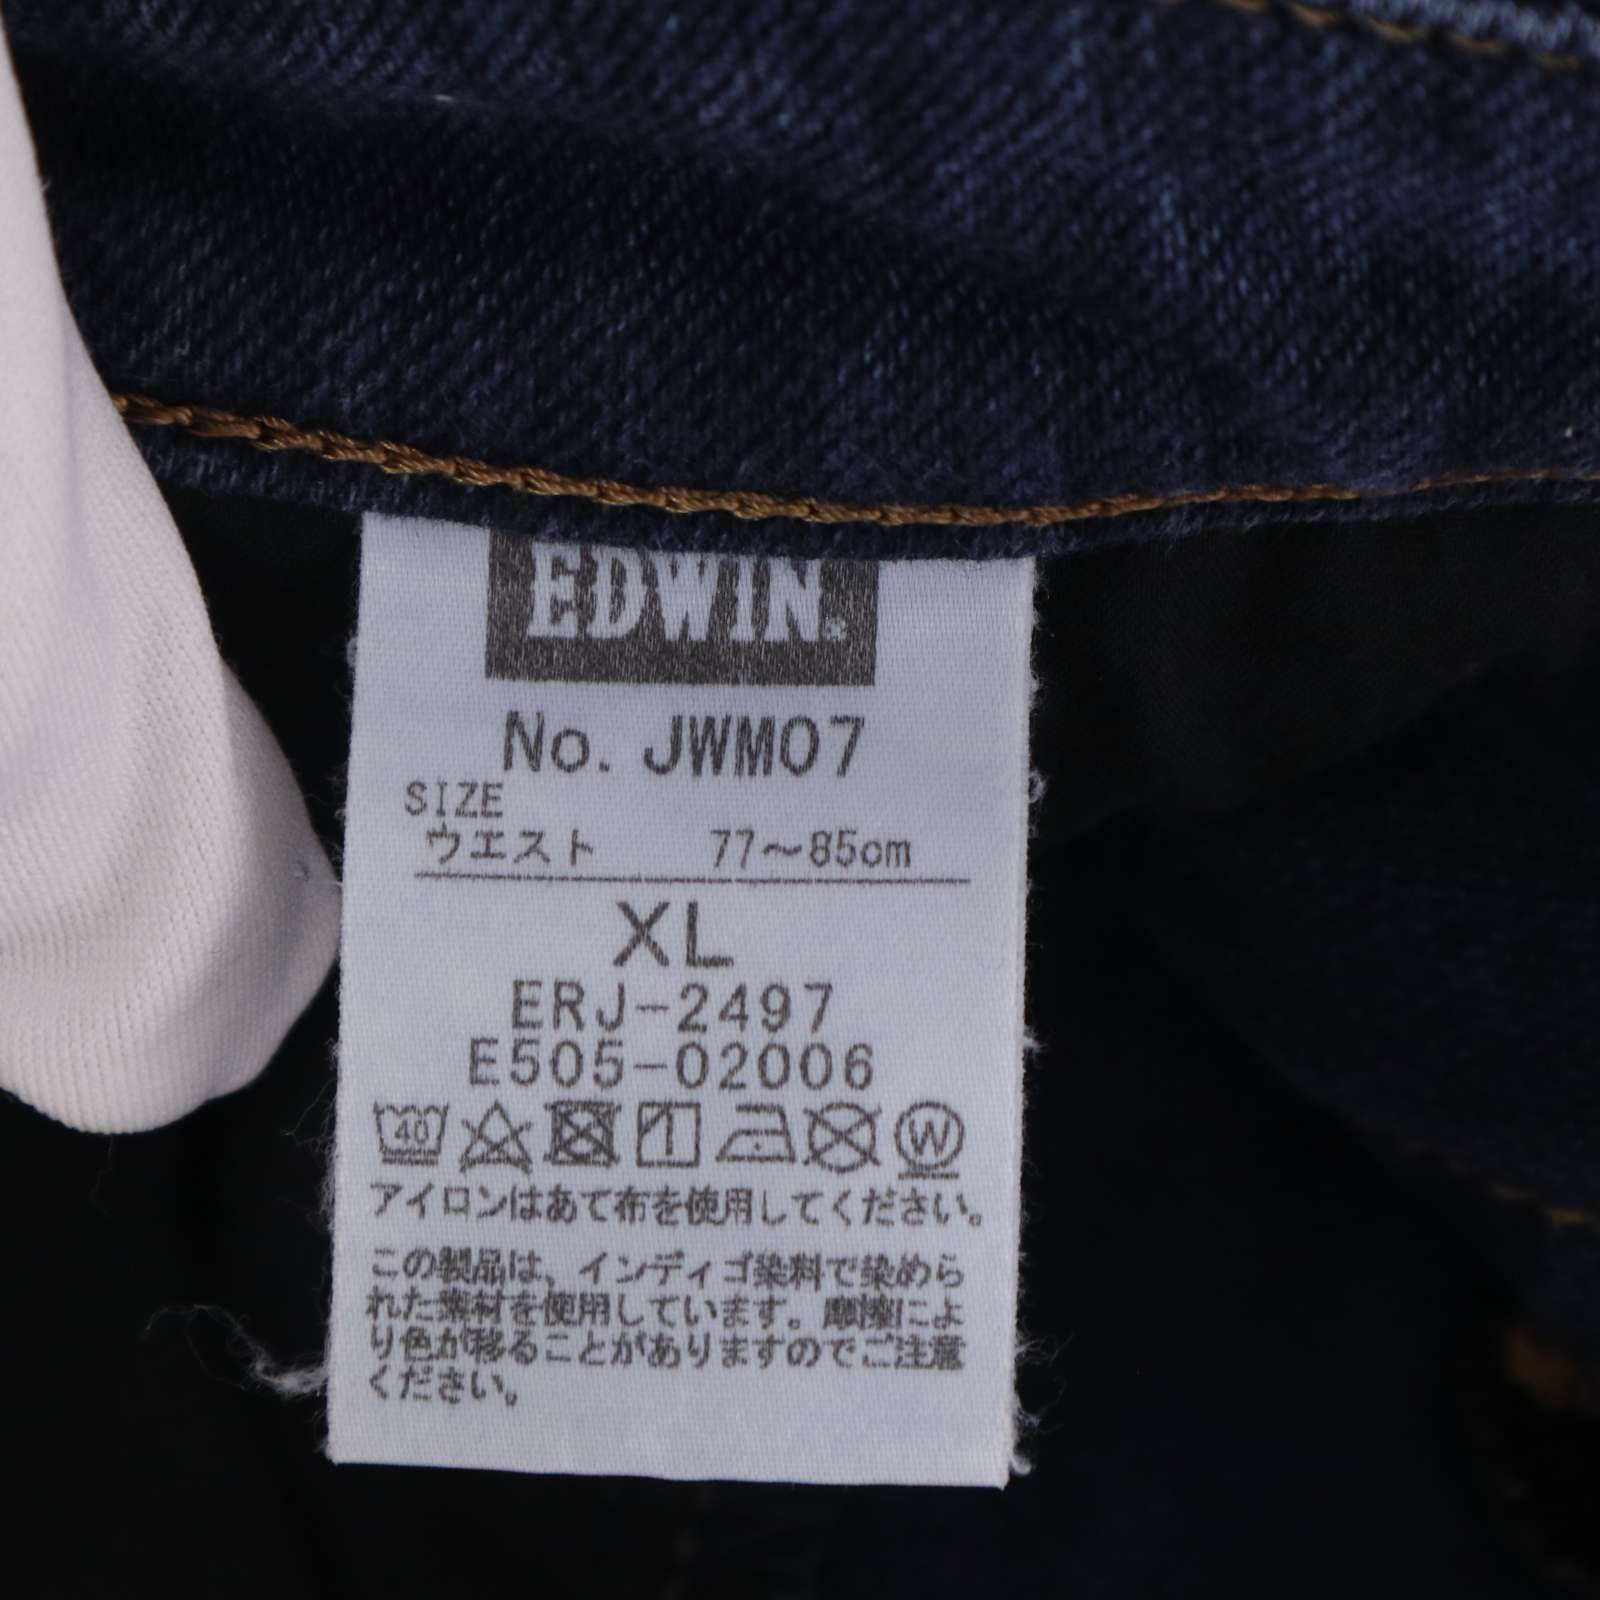 EDWIN®
No. JWM07
SIZE
ウエスト 77～85cm
XL
ERJ-2497
E505-02006
40 W
アイロンはあて布を使用してください。
この製品は、インディゴ染料で染めら
れた素材を使用しています。摩擦によ
り色が移ることがありますのでご注意
ください。